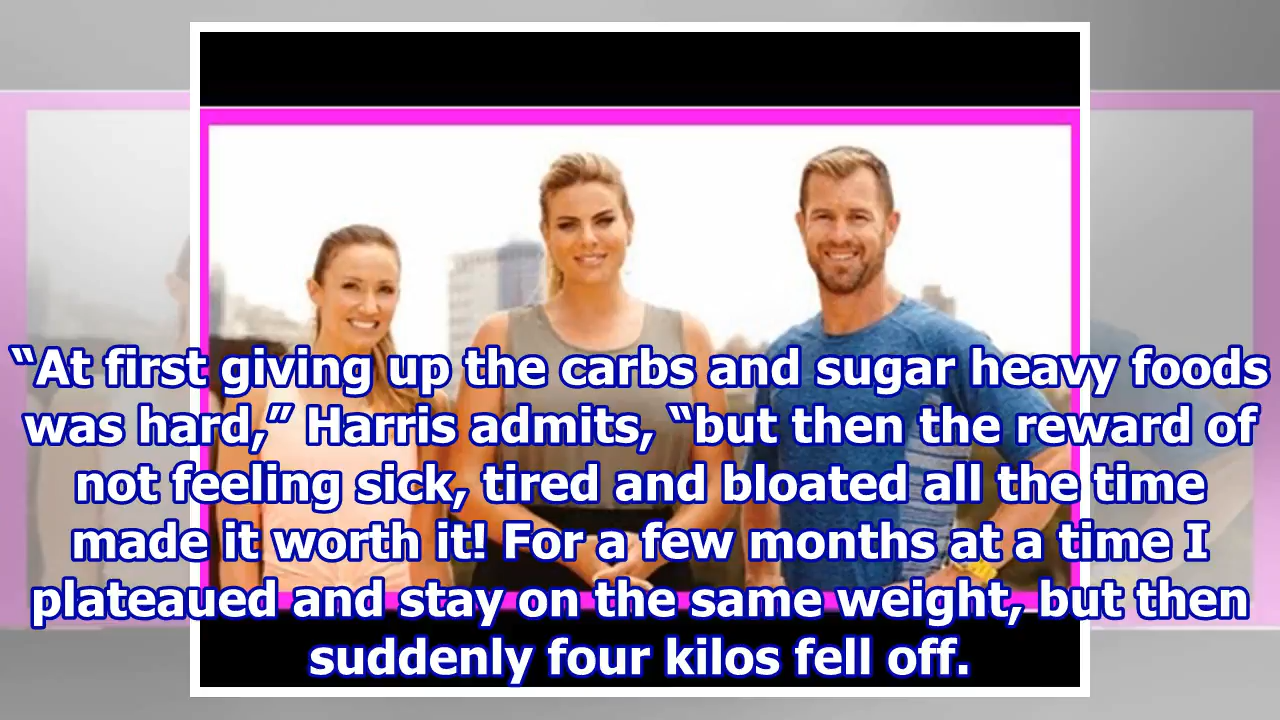 “At first giving up the carbs and sugar heavy foods
was hard,” Harris admits, “but then the reward of
not feeling sick, tired and bloated all the time
made it worth it! For a few months at a time I
plateaued and stay on the same weight, but then
suddenly four kilos fell off.